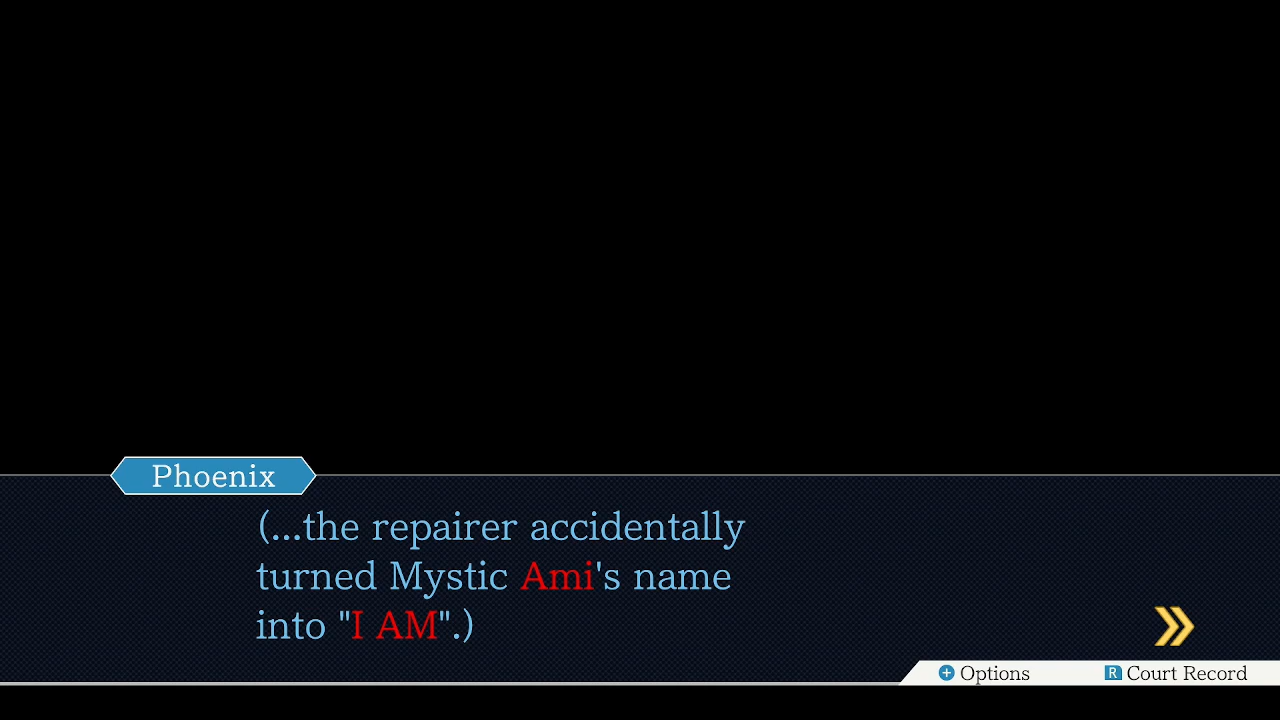 Phoenix
(...the repairer accidentally
turned Mystic Ami's name
into "I AM".)
+ Options
R Court Record